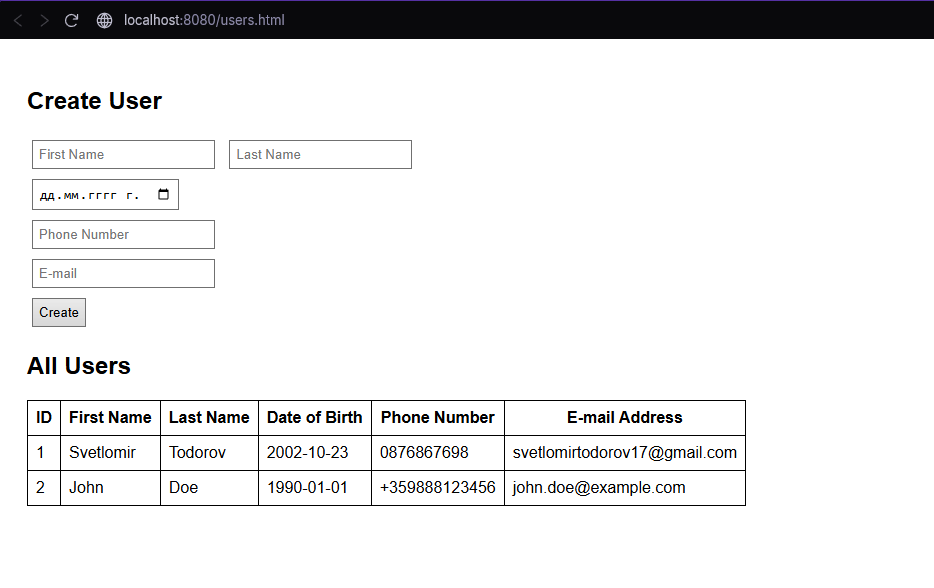 localhost:8080/users.html
Create User
First Name Last Name
дд.мм.гггг г.
Phone Number
E-mail
Create
All Users
ID First Name Last Name Date of Birth Phone Number E-mail Address
1 Svetlomir Todorov 2002-10-23 0876867698 svetlomirtodorov17@gmail.com
2 John Doe 1990-01-01 +359888123456 john.doe@example.com